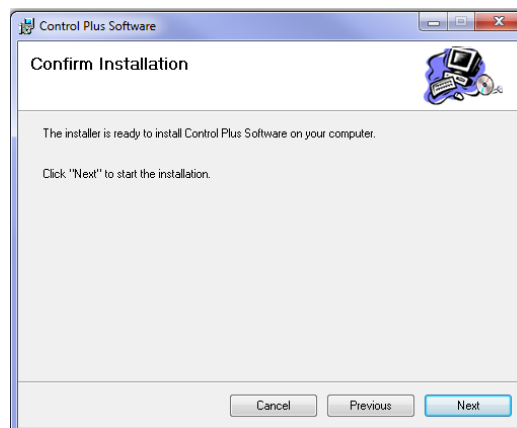 Control Plus Software
Confirm Installation
The installer is ready to install Control Plus Software on your computer.
Click "Next" to start the installation.
Cancel
Previous
Next